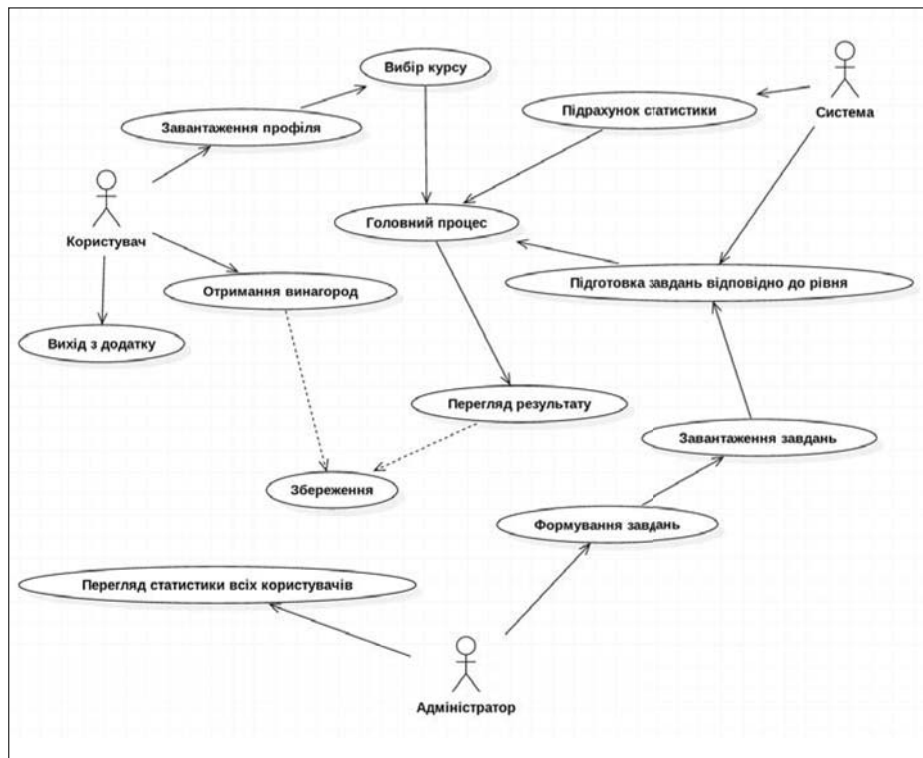 Вибір курсу
Підрахунок статистики
Система
Завантаження профіля
Користувач
Головний процес
Отримання винагород
Підготовка завдань відповідно до рівня
Вихід з додатку
Перегляд результату
Завантаження завдань
Збереження
Формування завдань
Перегляд статистики всіх користувачів
Адміністратор